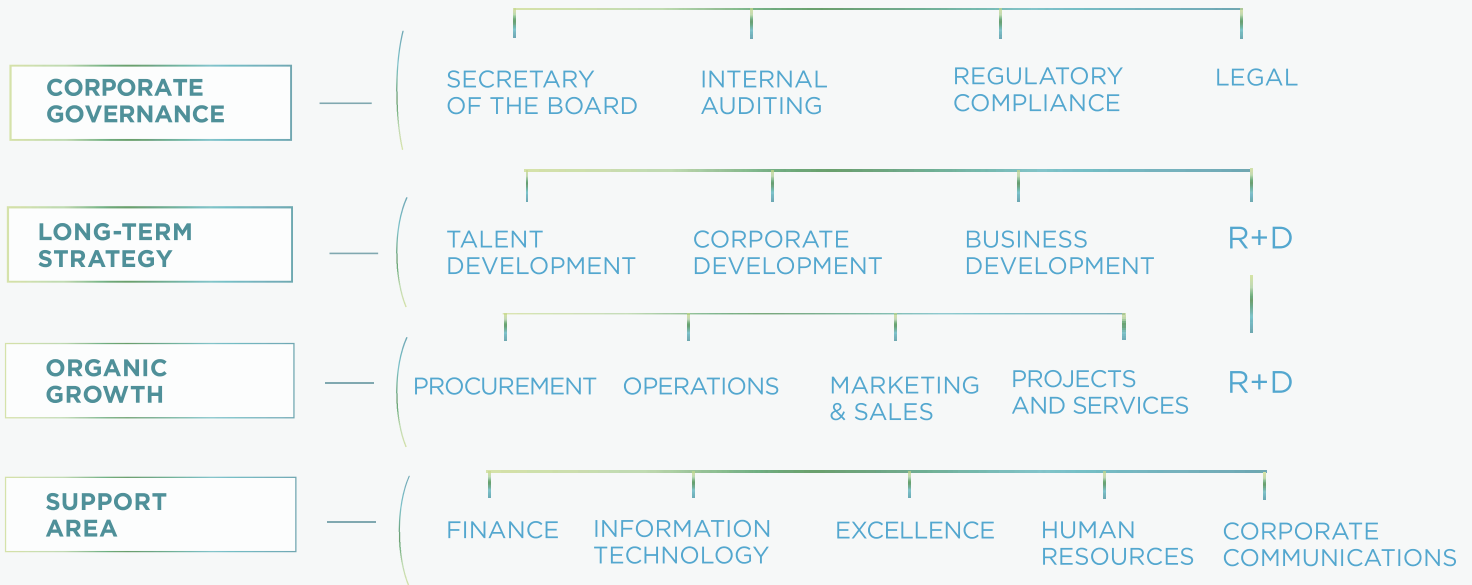 CORPORATE
GOVERNANCE
SECRETARY
OF THE BOARD
INTERNAL
AUDITING
REGULATORY
COMPLIANCE
LEGAL
LONG-TERM
STRATEGY
TALENT
DEVELOPMENT
CORPORATE
DEVELOPMENT
BUSINESS
DEVELOPMENT
R+D
ORGANIC
GROWTH
PROCUREMENT
OPERATIONS
MARKETING
& SALES
PROJECTS
AND SERVICES
R+D
SUPPORT
AREA
FINANCE
INFORMATION
TECHNOLOGY
EXCELLENCE
HUMAN
RESOURCES
CORPORATE
COMMUNICATIONS